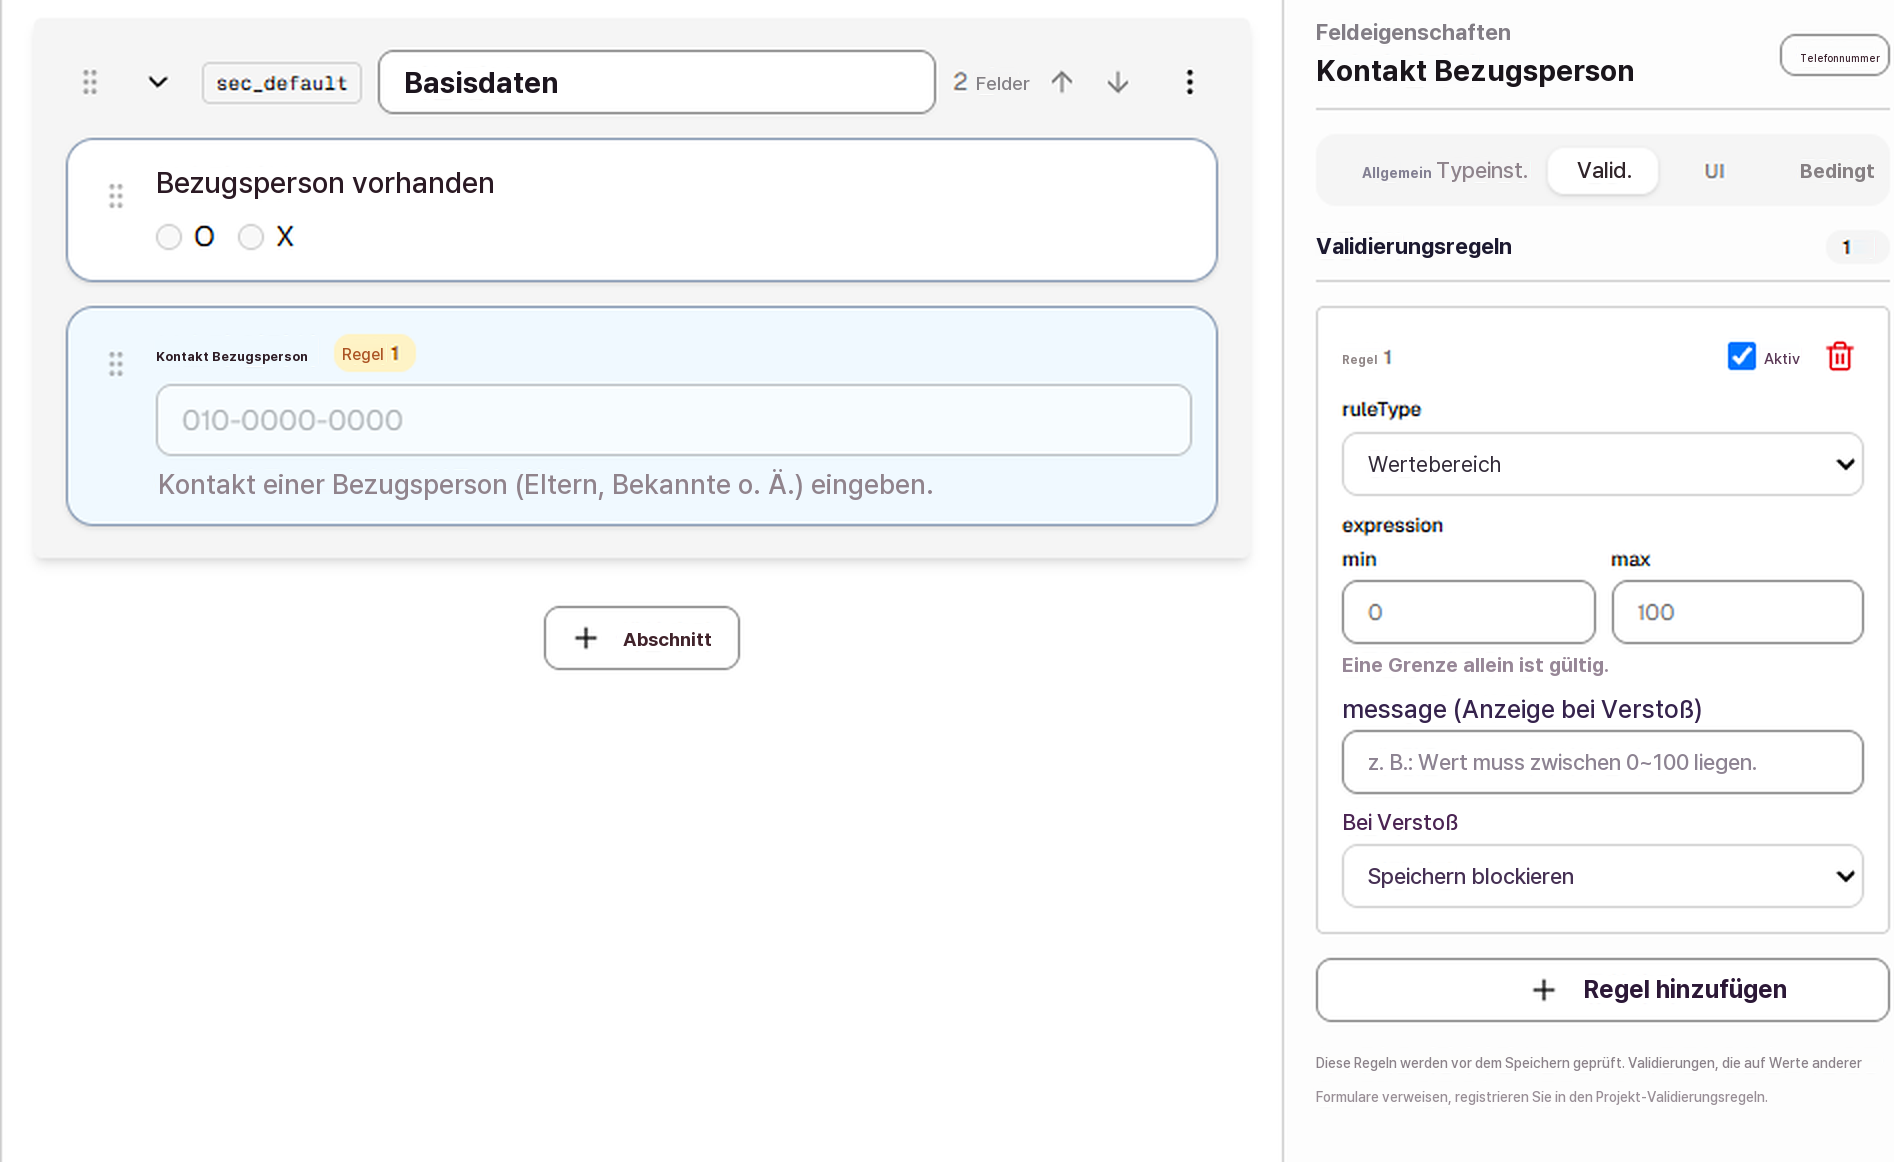 sec_default
Basisdaten
2 Felder
Bezugsperson vorhanden
O
X
Kontakt Bezugsperson
Regel 1
010-0000-0000
Kontakt einer Bezugsperson (Eltern, Bekannte o. Ä.) eingeben.
Abschnitt
Feldeigenschaften
Kontakt Bezugsperson
Telefonnummer
Allgemein
Typeinst.
Valid.
UI
Bedingt
Validierungsregeln
1
Regel 1
Aktiv
ruleType
Wertebereich
expression
min
max
0
100
Eine Grenze allein ist gültig.
message (Anzeige bei Verstoß)
z. B.: Wert muss zwischen 0~100 liegen.
Bei Verstoß
Speichern blockieren
Regel hinzufügen
Diese Regeln werden vor dem Speichern geprüft. Validierungen, die auf Werte anderer
Formulare verweisen, registrieren Sie in den Projekt-Validierungsregeln.